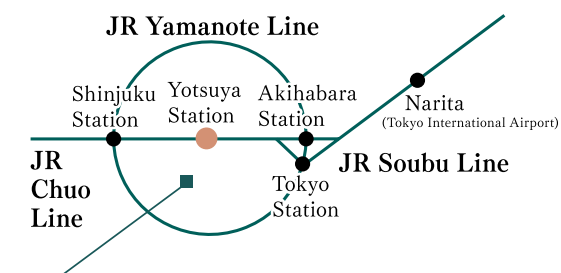 JR Yamanote Line
Shinjuku
Station
Yotsuya
Station
Akihabara
Station
Narita
(Tokyo International Airport)
JR
Chuo
Line
JR Soubu Line
Tokyo
Station